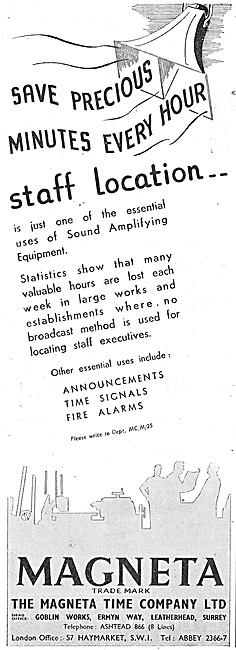 SAVE PRECIOUS
MINUTES EVERY HOUR
staff location--
is just one of the essential
uses of Sound Amplifying
Equipment.
Statistics show that many
valuable hours are lost each
week in large works and
establishments where . no
broadcast method is used for
locating staff executives.
Other essential uses include:
ANNOUNCEMENTS
TIME SIGNALS
FIRE ALARMS
Please write to Dept. MC/M/25
MAGNETA
TRADE MARK
THE MAGNETA TIME COMPANY LTD
HEAD OFFICE: GOBLIN WORKS, ERMYN WAY, LEATHERHEAD, SURREY
Telephone: ASHTEAD 866 (8 Lines)
London Office: 57 HAYMARKET, S.W.1. Tel: ABBEY 2366-7